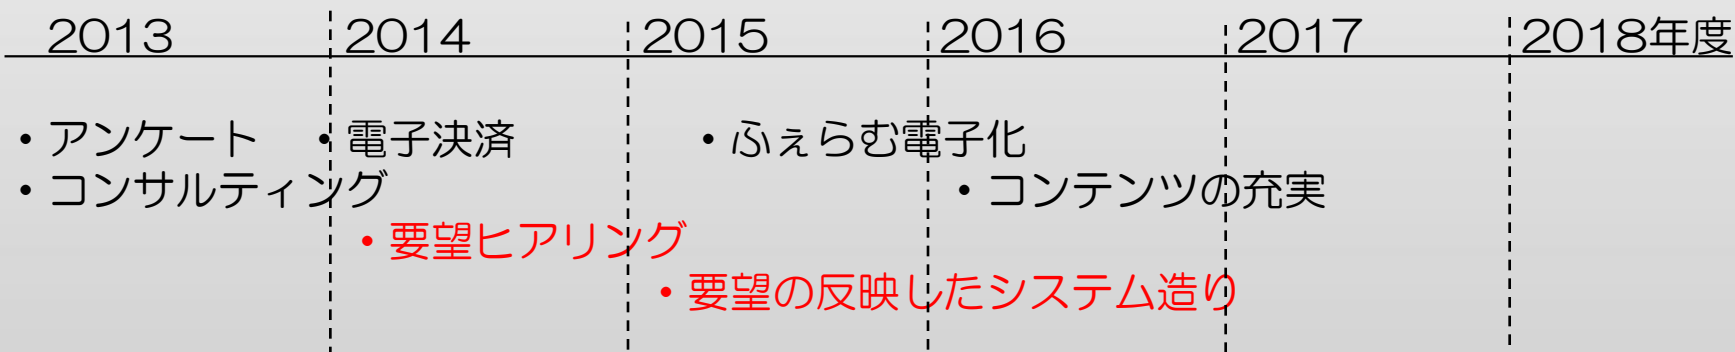 2013 2014 2015 2016 2017 2018年度
・アンケート ・電子決済 ・ふぇらむ電子化
・コンサルティング ・コンテンツの充実
・要望ヒアリング
・要望の反映したシステム造り